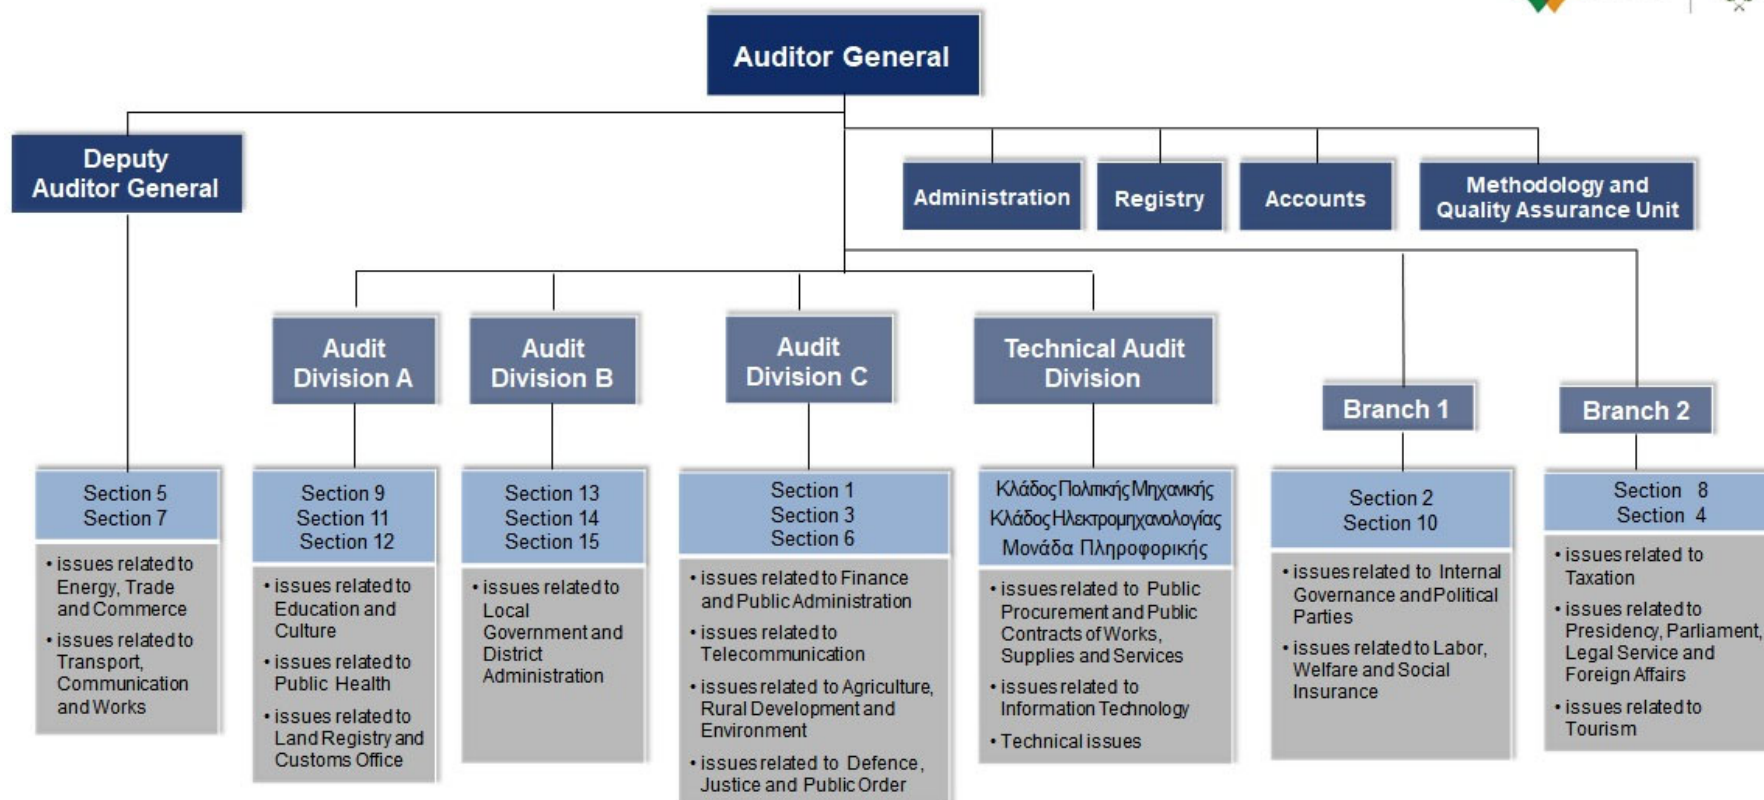 Auditor General
Deputy
Auditor General
Administration
Registry
Accounts
Methodology and
Quality Assurance Unit
Audit
Division A
Audit
Division B
Audit
Division C
Technical Audit
Division
Branch 1
Branch 2
Section 5
Section 7
• issues related to
Energy, Trade
and Commerce
• issues related to
Transport,
Communication
and Works
Section 9
Section 11
Section 12
• issues related to
Education and
Culture
• issues related to
Public Health
• issues related to
Land Registry and
Customs Office
Section 13
Section 14
Section 15
• issues related to
Local
Government and
District
Administration
Section 1
Section 3
Section 6
• issues related to Finance
and Public Administration
• issues related to
Telecommunication
• issues related to Agriculture,
Rural Development and
Environment
• issues related to Defence,
Justice and Public Order
Κλάδος Πολιτικής Μηχανικής
Κλάδος Ηλεκτρομηχανολογίας
Μονάδα Πληροφορικής
• issues related to Public
Procurement and Public
Contracts of Works,
Supplies and Services
• issues related to
Information Technology
• Technical issues
Section 2
Section 10
• issues related to Internal
Governance and Political
Parties
• issues related to Labor,
Welfare and Social
Insurance
Section 8
Section 4
• issues related to
Taxation
• issues related to
Presidency, Parliament,
Legal Service and
Foreign Affairs
• issues related to
Tourism